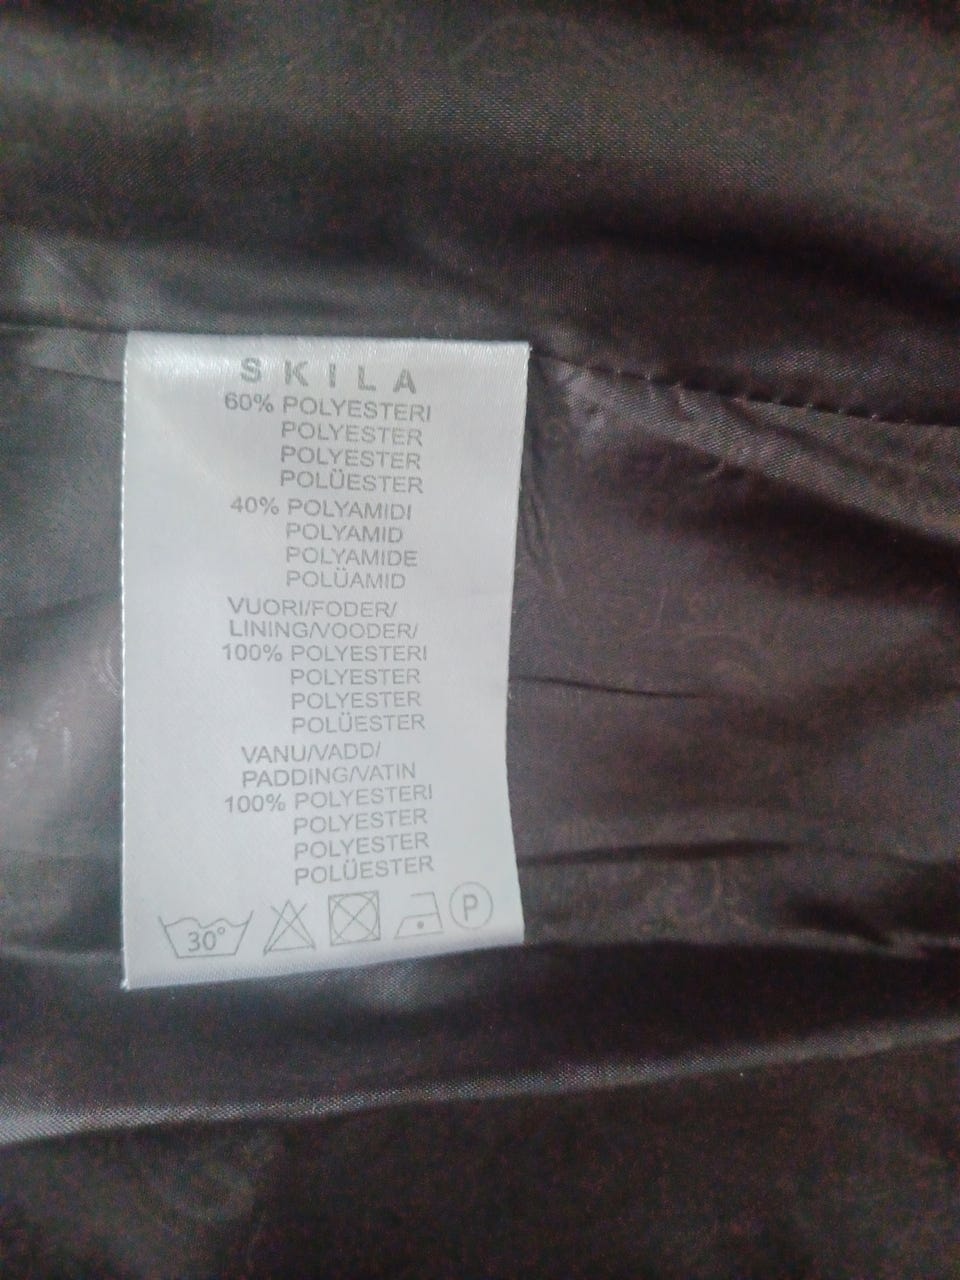 SKILA
60% POLYESTERI
POLYESTER
POLYESTER
POLÜESTER
40% POLYAMIDI
POLYAMID
POLYAMIDE
POLÜAMID
VUORI/FODER/
LINING/VOODER/
100% POLYESTERI
POLYESTER
POLYESTER
POLÜESTER
VANU/VADD/
PADDING/VATIN
100% POLYESTERI
POLYESTER
POLYESTER
POLÜESTER
30° P